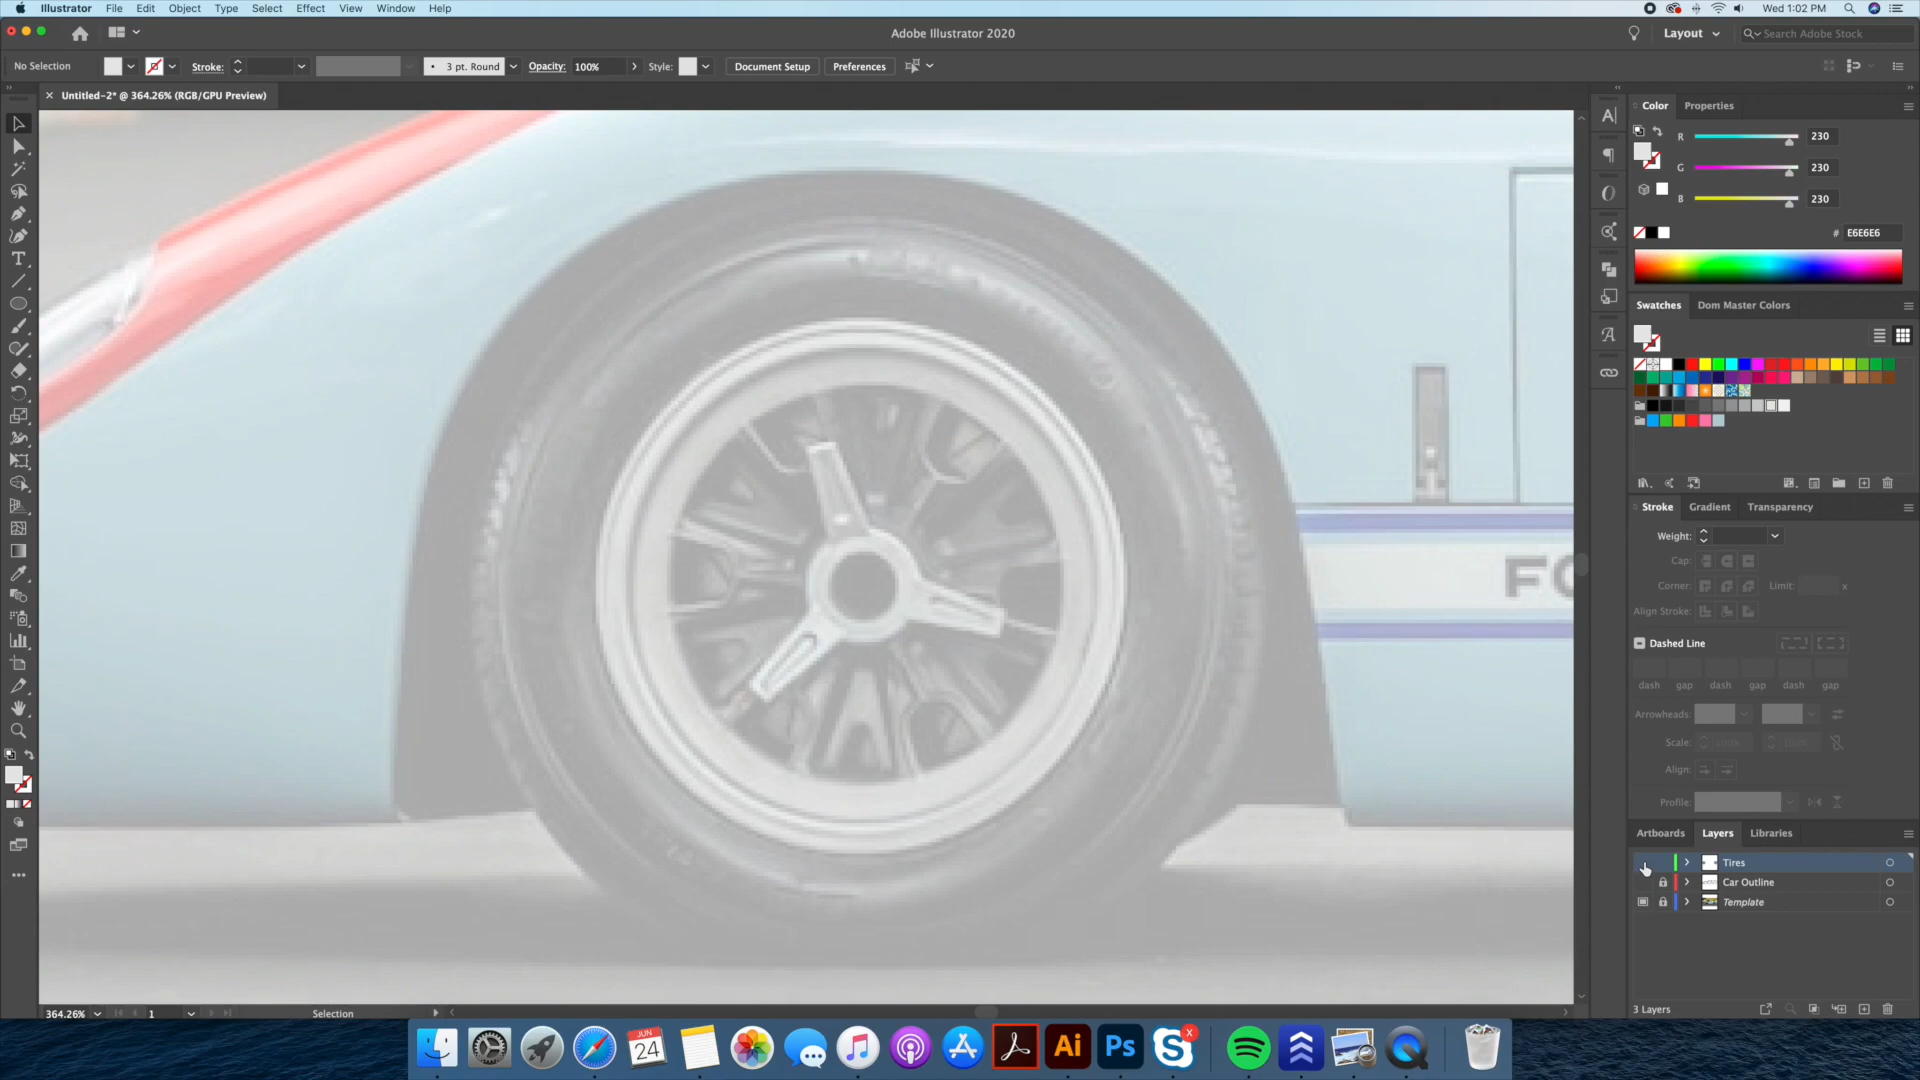 Illustrator File Edit Object Type Select Effect View Window Help
Wed 1:02 PM
Adobe Illustrator 2020
Layout
Search Adobe Stock
No Selection
Stroke:
3 pt. Round
Opacity: 100%
Style:
Document Setup
Preferences
Untitled-2* @ 364.26% (RGB/GPU Preview)
Color Properties
R 230
G 230
B 230
# E6E6E6
Swatches Dom Master Colors
Stroke Gradient Transparency
Weight:
Cap:
Corner: Limit: x
Align Stroke:
Dashed Line
dash gap dash gap dash gap
Arrowheads:
Scale: 100% 100%
Align:
Profile:
Artboards Layers Libraries
Tires
Car Outline
Template
3 Layers
FO
364.26% 1 Selection
JUN
24
Ai
Ps
S